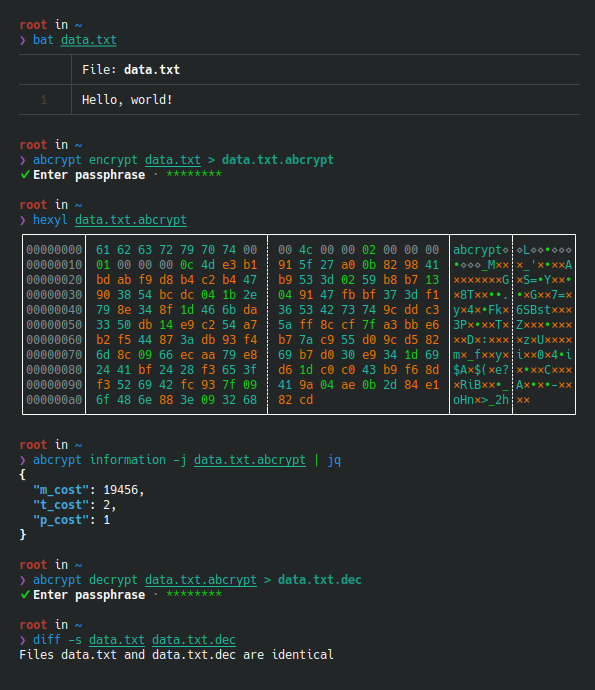 root in ~
❯ bat data.txt
File: data.txt
1 Hello, world!
root in ~
❯ abcrypt encrypt data.txt > data.txt.abcrypt
✔ Enter passphrase · ********
root in ~
❯ hexyl data.txt.abcrypt
00000000 61 62 63 72 79 70 74 00 00 4c 00 00 02 00 00 00 abcrypt⋄ ⋄L⋄⋄•⋄⋄⋄
00000010 01 00 00 00 0c 4d e3 b1 91 5f 27 a0 0b 82 98 41 •⋄⋄⋄_M×× ×_'×•××A
00000020 bd ab f9 d8 b4 c2 b4 47 b9 53 3d 02 59 b8 b7 13 ×××××××G ×S=•Y××•
00000030 90 38 54 bc dc 04 1b 2e 04 91 47 fb bf 37 3d f1 ×8T××••. •×G××7=×
00000040 79 8e 34 8f 1d 46 6b da 36 53 42 73 74 9c dd c3 y×4×•Fk× 6SBst×××
00000050 33 50 db 14 e9 c2 54 a7 5a ff 8c cf 7f a3 bb e6 3P×•××T× Z×××•×××
00000060 b2 f5 44 87 3a db 93 f4 b7 7a c9 55 d0 9c d5 82 ××D×:××× ×z×U××××
00000070 6d 8c 09 66 ec aa 79 e8 69 b7 d0 30 e9 34 1d 69 m×_f××y× i××0×4•i
00000080 24 41 bf 24 28 f3 65 3f d6 1d c0 c0 43 b9 f6 8d $A×$(×e? ×•××C×××
00000090 f3 52 69 42 fc 93 7f 09 41 9a 04 ae 0b 2d 84 e1 ×RiB××•_ A×•×•-××
000000a0 6f 48 6e 88 3e 09 32 68 82 cd oHn×>_2h ××
root in ~
❯ abcrypt information -j data.txt.abcrypt | jq
{
"m_cost": 19456,
"t_cost": 2,
"p_cost": 1
}
root in ~
❯ abcrypt decrypt data.txt.abcrypt > data.txt.dec
✔ Enter passphrase · ********
root in ~
❯ diff -s data.txt data.txt.dec
Files data.txt and data.txt.dec are identical